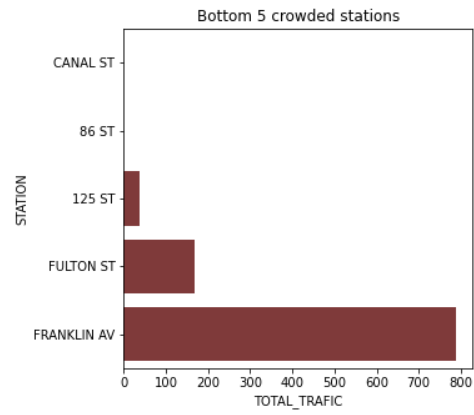 Bottom 5 crowded stations
STATION
CANAL ST
86 ST
125 ST
FULTON ST
FRANKLIN AV
0 100 200 300 400 500 600 700 800
TOTAL_TRAFIC